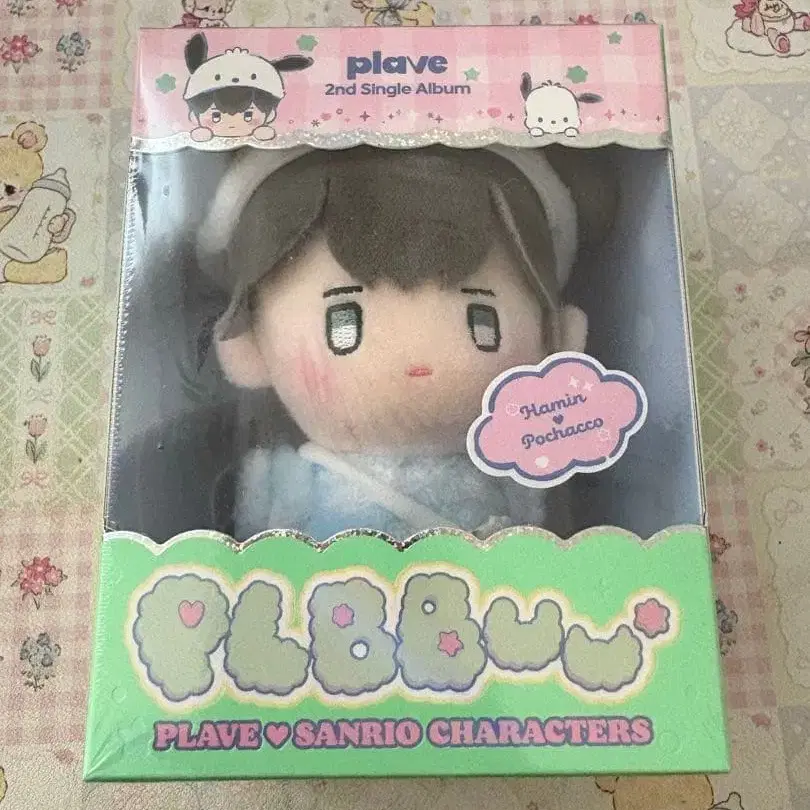 plave
2nd Single Album
Hamin
Pochacco
PLBBUU
PLAVE ♥ SANRIO CHARACTERS